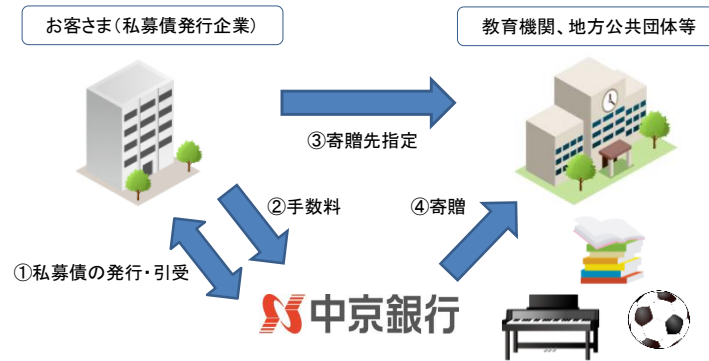 お客さま(私募債発行企業)
教育機関、地方公共団体等
③寄贈先指定
②手数料
④寄贈
①私募債の発行・引受
中京銀行